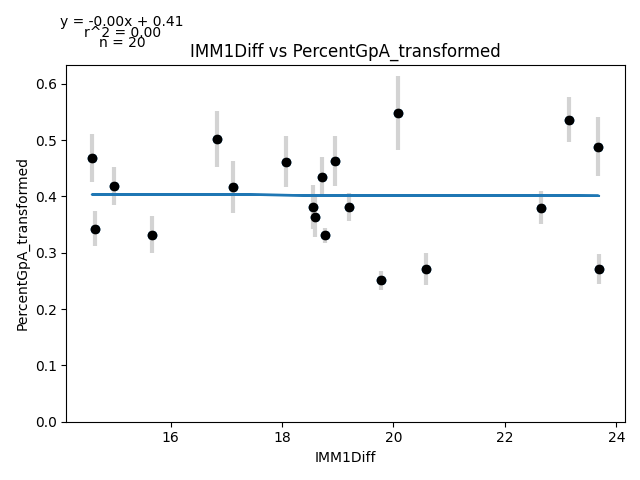 y = -0.00x + 0.41
r^2 = 0.00
n = 20
IMM1Diff vs PercentGpA_transformed
PercentGpA_transformed
0.6
0.5
0.4
0.3
0.2
0.1
0.0
16
18
20
22
24
IMM1Diff